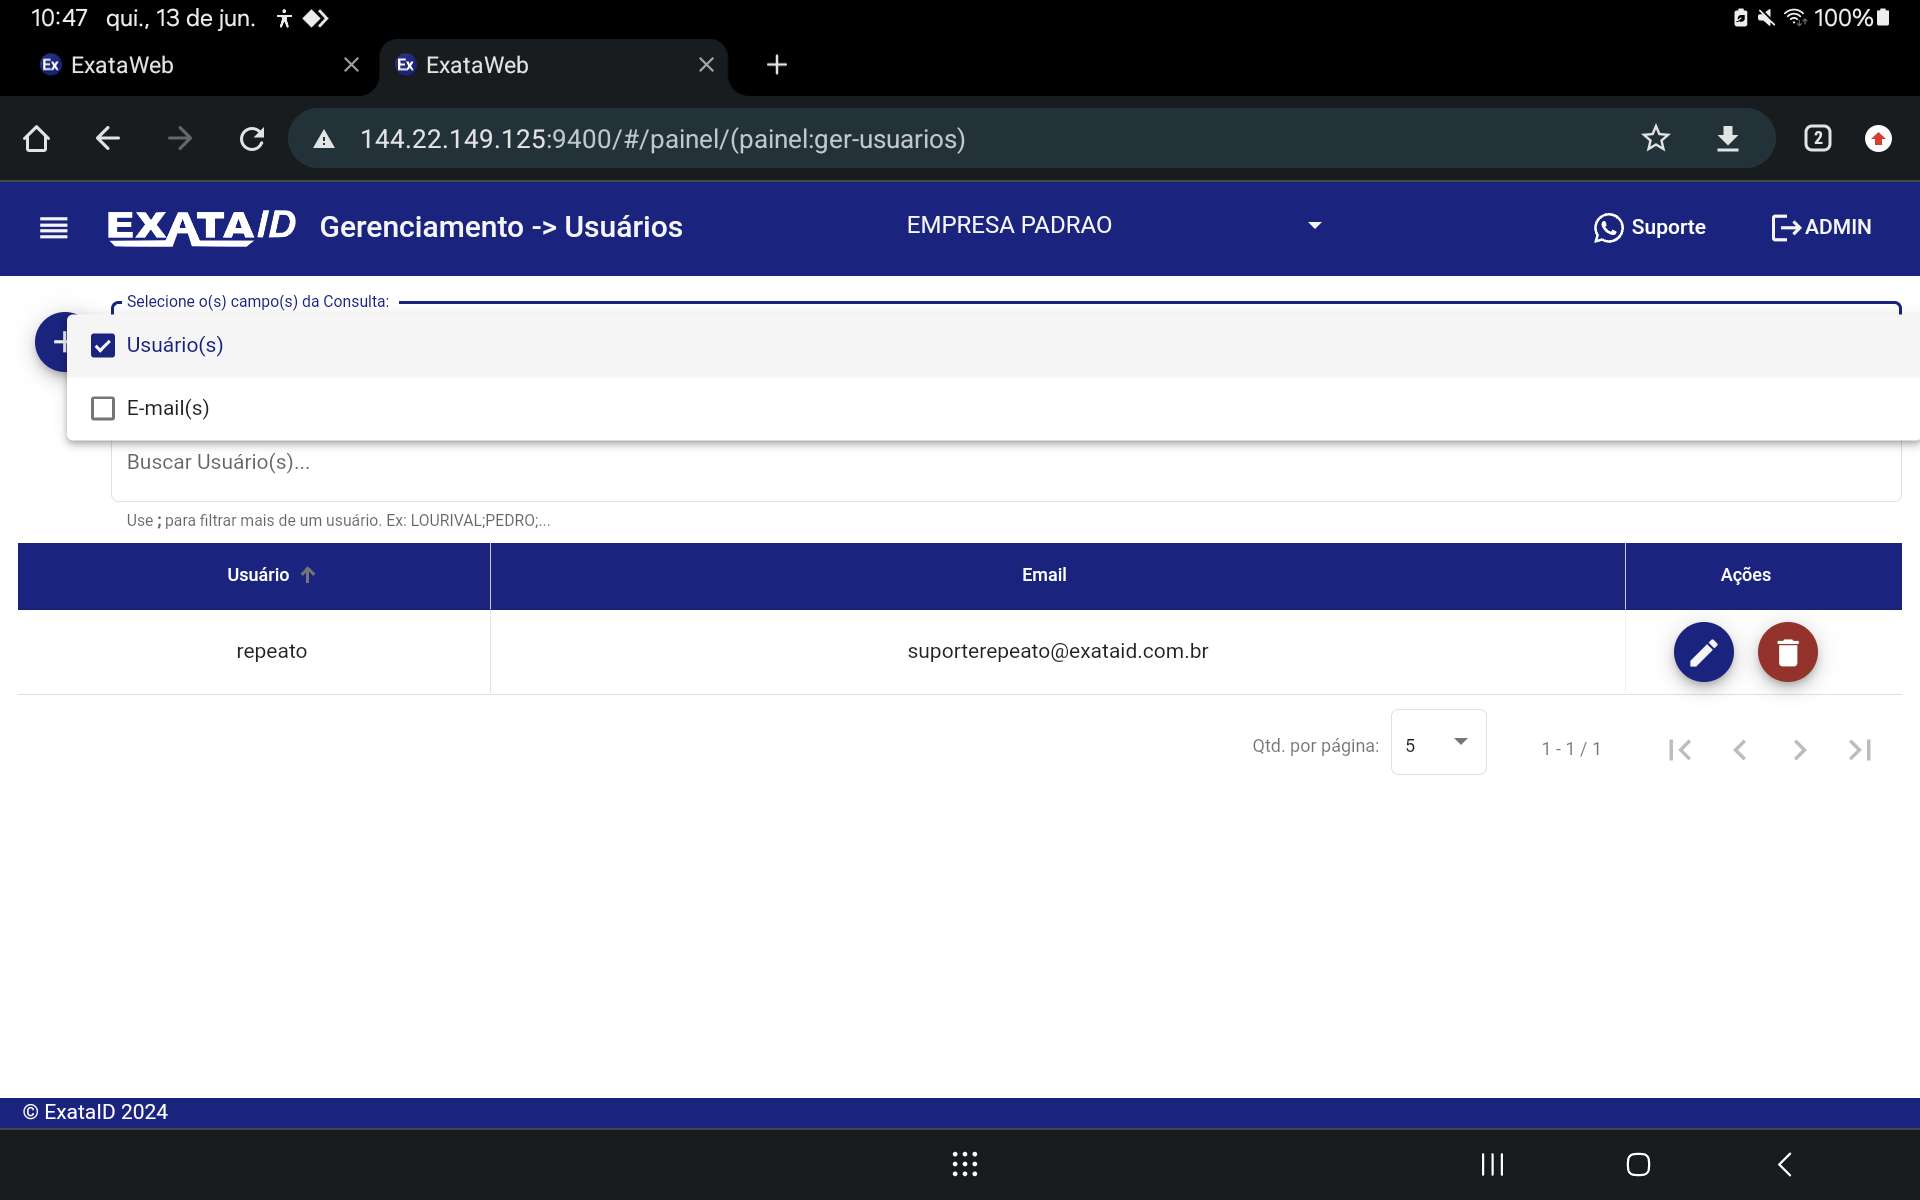 10:47 qui., 13 de jun. 100%
Ex ExataWeb Ex ExataWeb
144.22.149.125:9400/#/painel/(painel:ger-usuarios) 2
EXATAID Gerenciamento -> Usuários EMPRESA PADRAO Suporte ADMIN
Selecione o(s) campo(s) da Consulta:
Usuário(s)
E-mail(s)
Buscar Usuário(s)...
Use ; para filtrar mais de um usuário. Ex: LOURIVAL;PEDRO;...
Usuário Email Ações
repeato suporterepeato@exataid.com.br
Qtd. por página: 5 1 - 1 / 1
© ExataID 2024